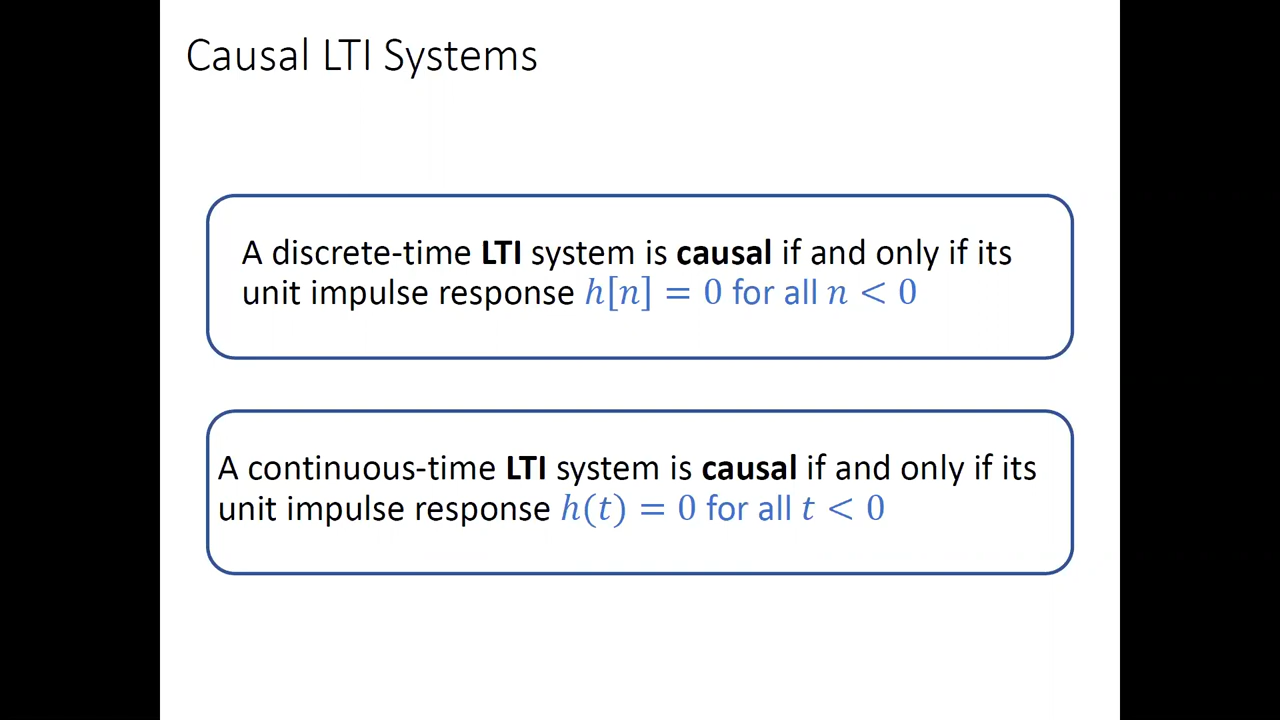 Causal LTI Systems
A discrete-time LTI system is causal if and only if its
unit impulse response h[n] = 0 for all n < 0
A continuous-time LTI system is causal if and only if its
unit impulse response h(t) = 0 for all t < 0